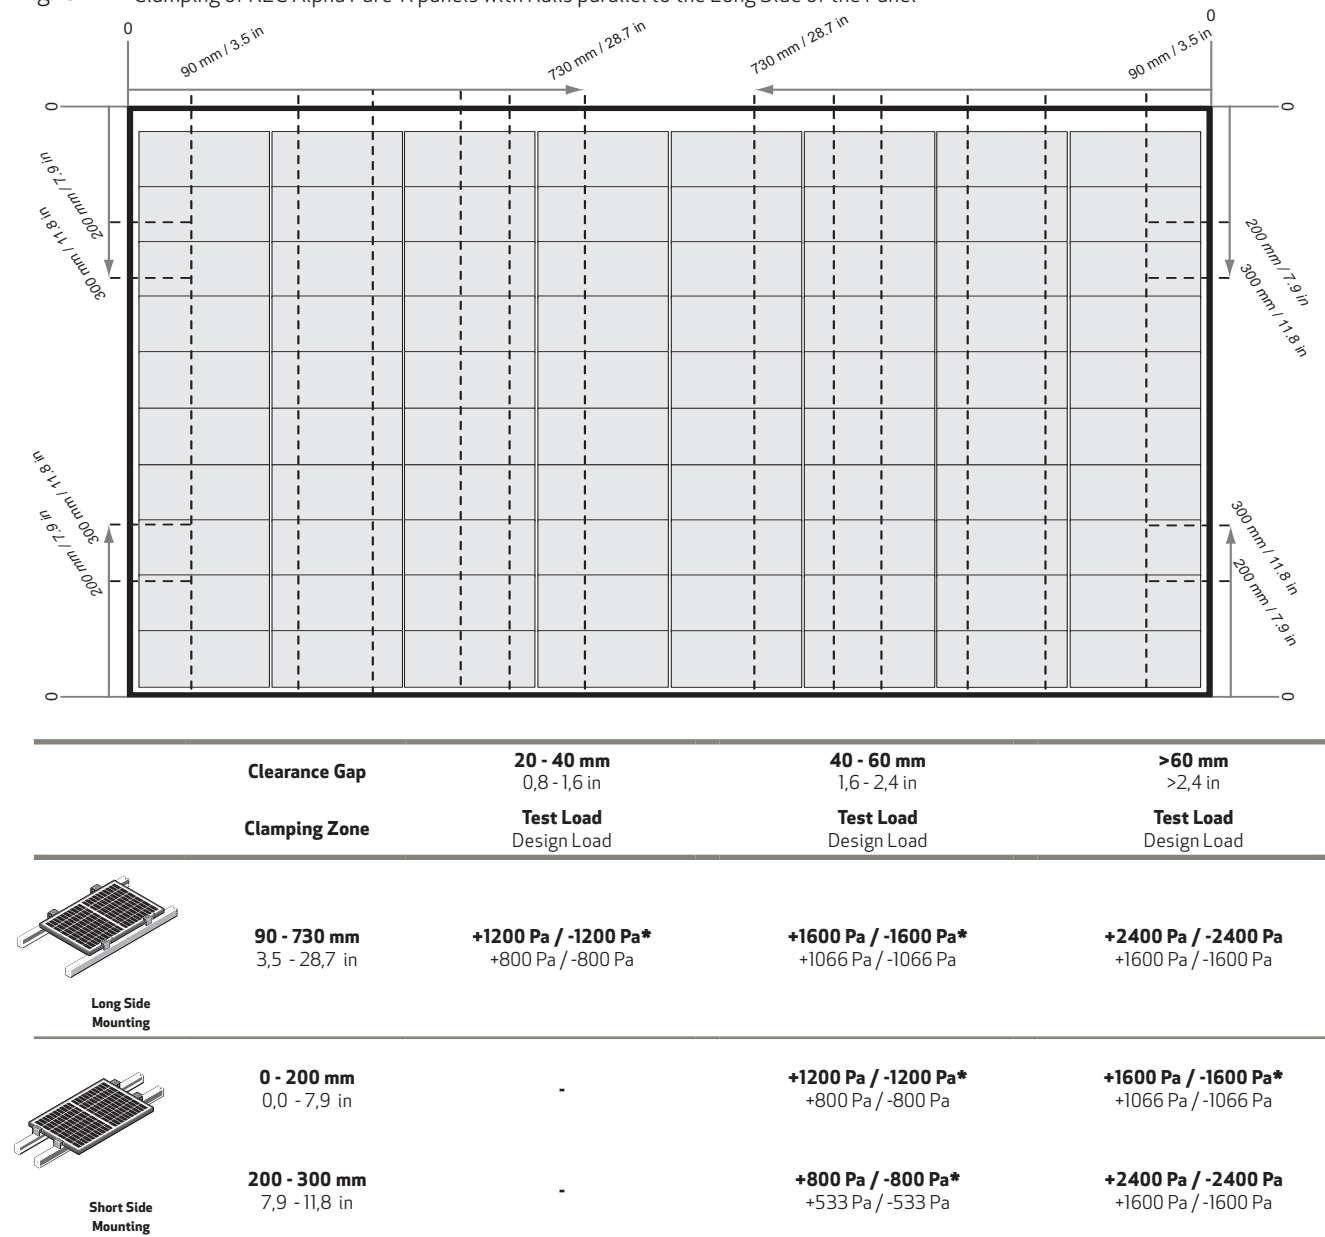 Clamping of REC Alpha Pure-R panels with Rails parallel to the Long Side of the Panel
0
0
90 mm / 3.5 in
730 mm / 28.7 in
730 mm / 28.7 in
90 mm / 3.5 in
0
0
200 mm / 7.9 in
300 mm / 11.8 in
200 mm / 7.9 in
300 mm / 11.8 in
300 mm / 11.8 in
200 mm / 7.9 in
300 mm / 11.8 in
200 mm / 7.9 in
0
0
Clearance Gap
20 - 40 mm
0,8 - 1,6 in
40 - 60 mm
1,6 - 2,4 in
>60 mm
>2,4 in
Clamping Zone
Test Load
Design Load
Test Load
Design Load
Test Load
Design Load
Long Side
Mounting
90 - 730 mm
3,5 - 28,7 in
+1200 Pa / -1200 Pa*
+800 Pa / -800 Pa
+1600 Pa / -1600 Pa*
+1066 Pa / -1066 Pa
+2400 Pa / -2400 Pa
+1600 Pa / -1600 Pa
Short Side
Mounting
0 - 200 mm
0,0 - 7,9 in
-
+1200 Pa / -1200 Pa*
+800 Pa / -800 Pa
+1600 Pa / -1600 Pa*
+1066 Pa / -1066 Pa
200 - 300 mm
7,9 - 11,8 in
-
+800 Pa / -800 Pa*
+533 Pa / -533 Pa
+2400 Pa / -2400 Pa
+1600 Pa / -1600 Pa